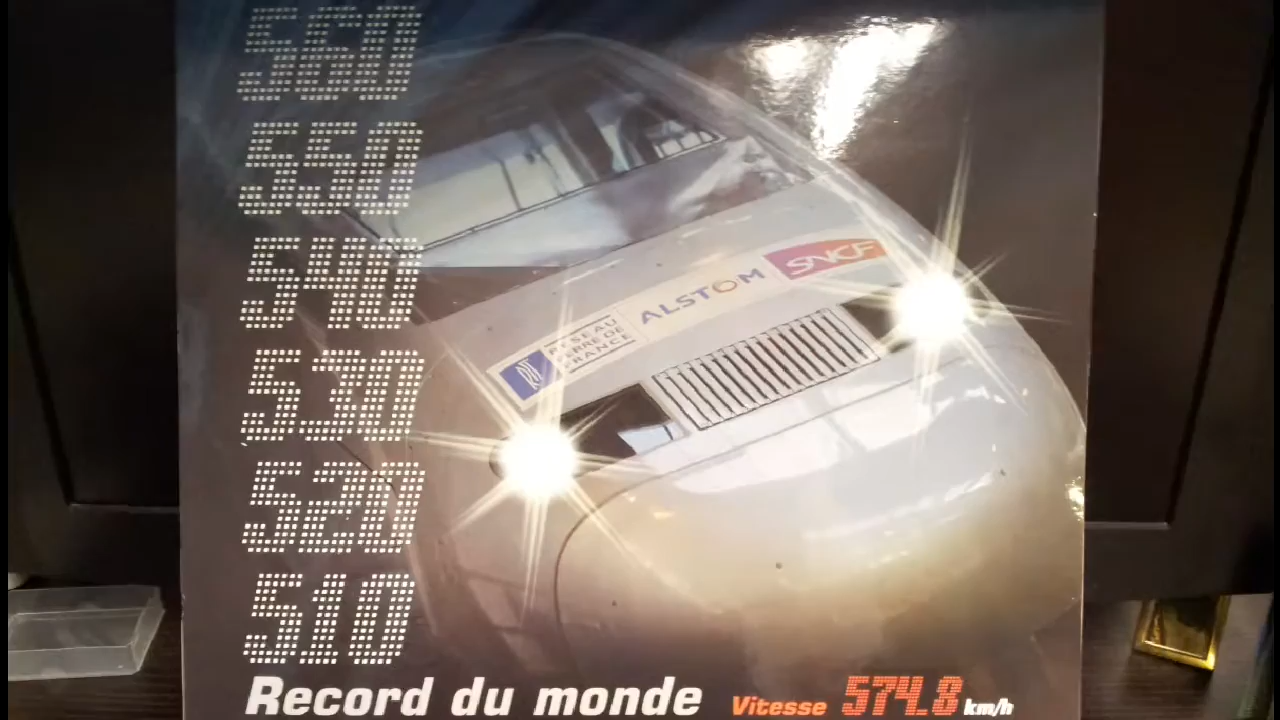 560
550
540
530
520
510
RFF RESEAU
FERRE DE
FRANCE
ALSTOM
SNCF
Record du monde
Vitesse 574.8 km/h